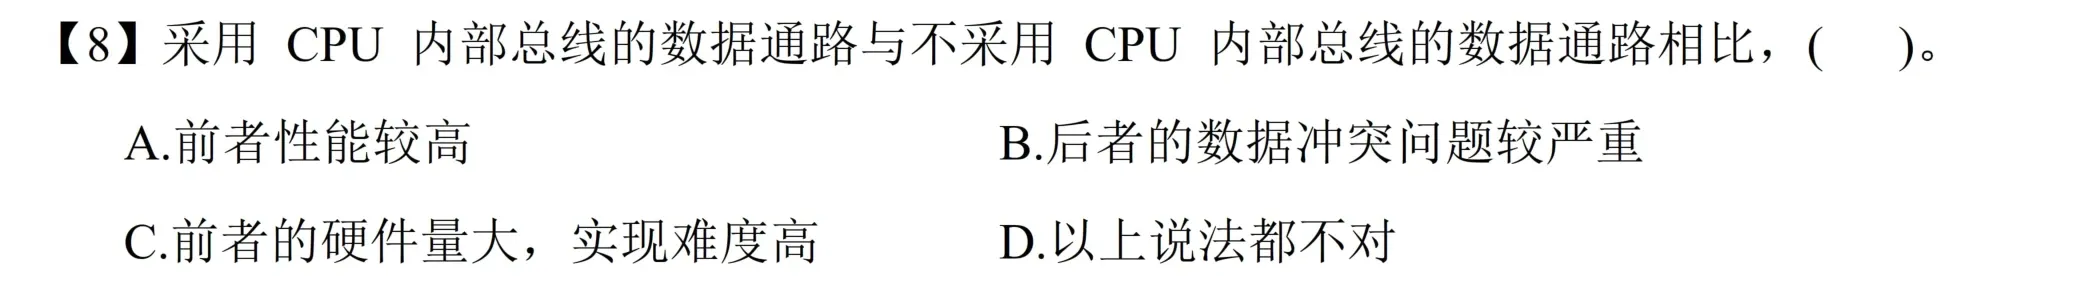 【8】采用 CPU 内部总线的数据通路与不采用 CPU 内部总线的数据通路相比，( )。
A.前者性能较高 B.后者的数据冲突问题较严重
C.前者的硬件量大，实现难度高 D.以上说法都不对